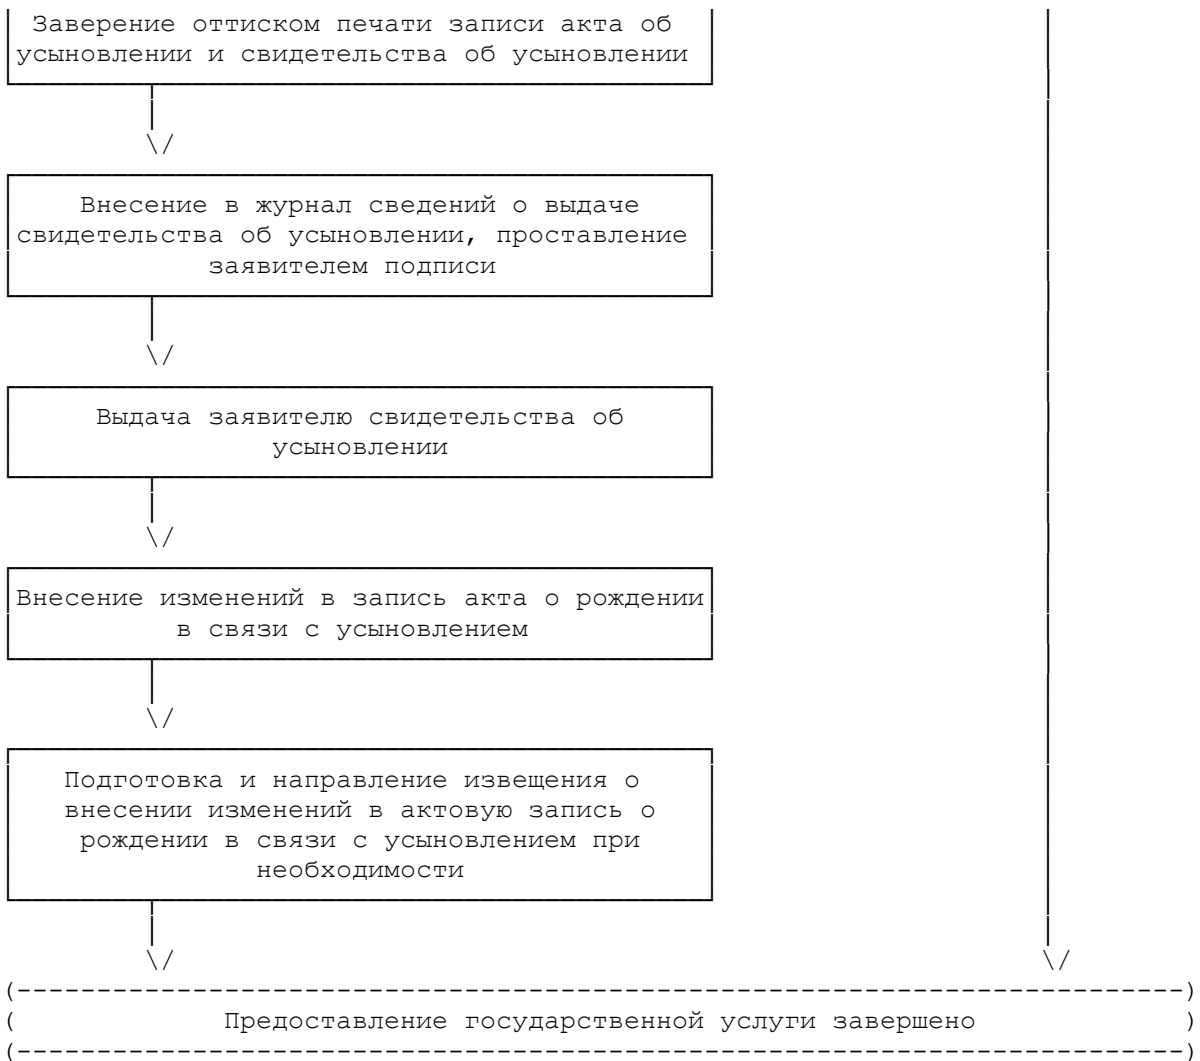 Заверение оттиском печати записи акта об
усыновлении и свидетельства об усыновлении
Внесение в журнал сведений о выдаче
свидетельства об усыновлении, проставление
заявителем подписи
Выдача заявителю свидетельства об
усыновлении
Внесение изменений в запись акта о рождении
в связи с усыновлением
Подготовка и направление извещения о
внесении изменений в актовую запись о
рождении в связи с усыновлением при
необходимости
Предоставление государственной услуги завершено